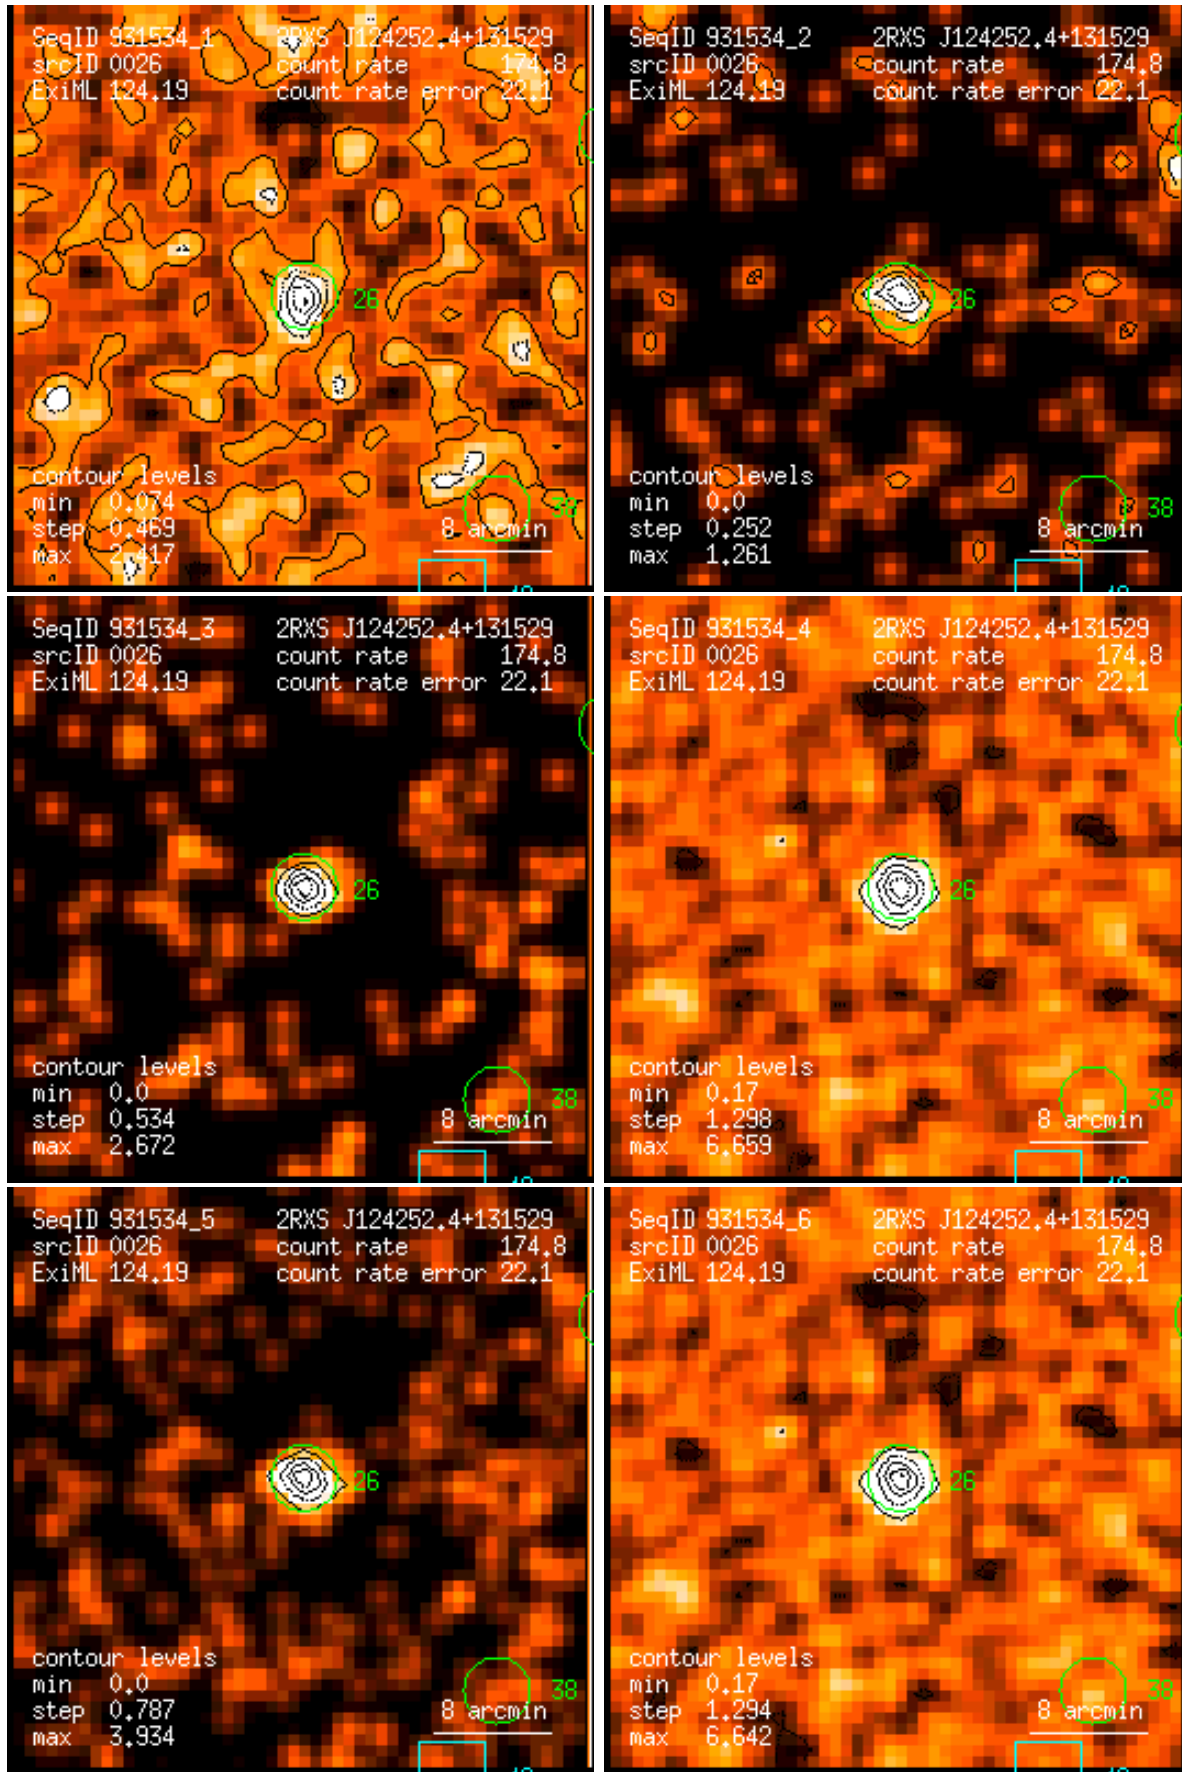 SeqID 931534_1 2RXS J124252.4+131529
srcID 0026 count rate 174.8
ExiML 124.19 count rate error 22.1
26
contour levels
min 0.074
step 0.469 38
max 2.417 8 arcmin
SeqID 931534_2 2RXS J124252.4+131529
srcID 0026 count rate 174.8
ExiML 124.19 count rate error 22.1
26
contour levels
min 0.0
step 0.252 38
max 1.261 8 arcmin
SeqID 931534_3 2RXS J124252.4+131529
srcID 0026 count rate 174.8
ExiML 124.19 count rate error 22.1
26
contour levels
min 0.0
step 0.534 38
max 2.672 8 arcmin
SeqID 931534_4 2RXS J124252.4+131529
srcID 0026 count rate 174.8
ExiML 124.19 count rate error 22.1
26
contour levels
min 0.17
step 1.298 38
max 6.659 8 arcmin
SeqID 931534_5 2RXS J124252.4+131529
srcID 0026 count rate 174.8
ExiML 124.19 count rate error 22.1
26
contour levels
min 0.0
step 0.787 38
max 3.934 8 arcmin
SeqID 931534_6 2RXS J124252.4+131529
srcID 0026 count rate 174.8
ExiML 124.19 count rate error 22.1
26
contour levels
min 0.17
step 1.294 38
max 6.642 8 arcmin